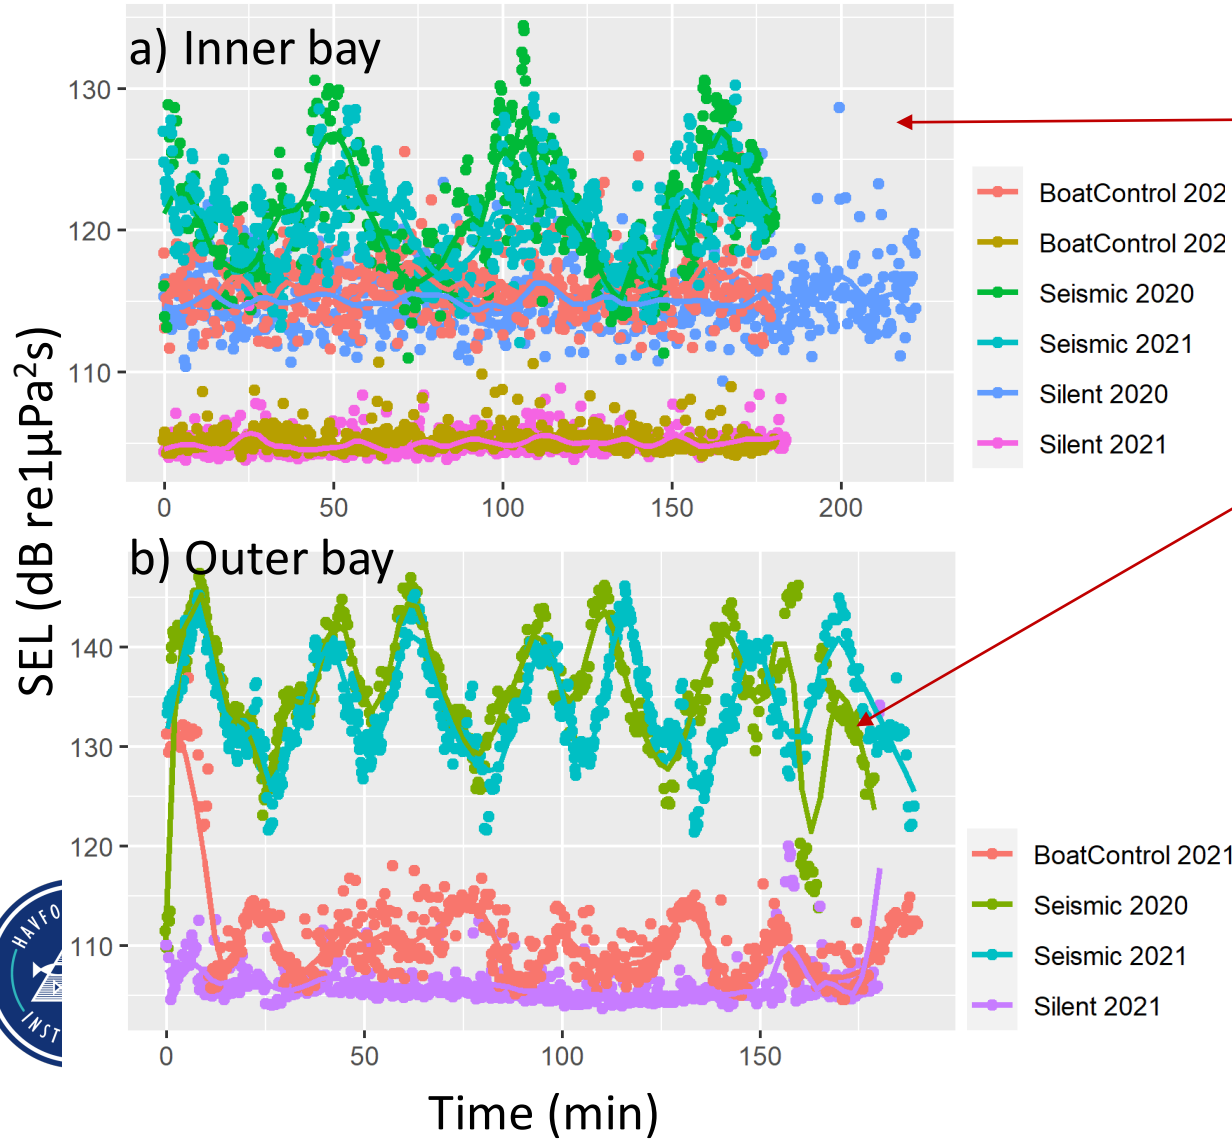 a) Inner bay
130
120
110
0 50 100 150 200
BoatControl 202
BoatControl 202
Seismic 2020
Seismic 2021
Silent 2020
Silent 2021
SEL (dB re1µPa²s)
b) Outer bay
140
130
120
110
0 50 100 150
BoatControl 2021
Seismic 2020
Seismic 2021
Silent 2021
Time (min)
HAVFO
INST